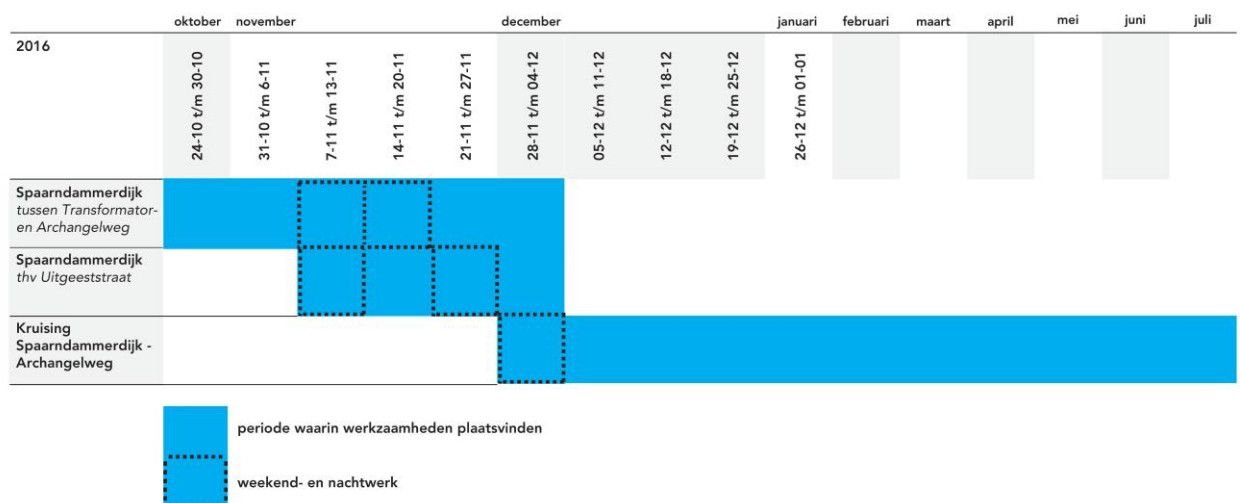 oktober november december januari februari maart april mei juni juli
2016
24-10 t/m 30-10
31-10 t/m 6-11
7-11 t/m 13-11
14-11 t/m 20-11
21-11 t/m 27-11
28-11 t/m 04-12
05-12 t/m 11-12
12-12 t/m 18-12
19-12 t/m 25-12
26-12 t/m 01-01
Spaarndammerdijk
tussen Transformator-
en Archangelweg
Spaarndammerdijk
thv Uitgeeststraat
Kruising
Spaarndammerdijk -
Archangelweg
periode waarin werkzaamheden plaatsvinden
weekend- en nachtwerk